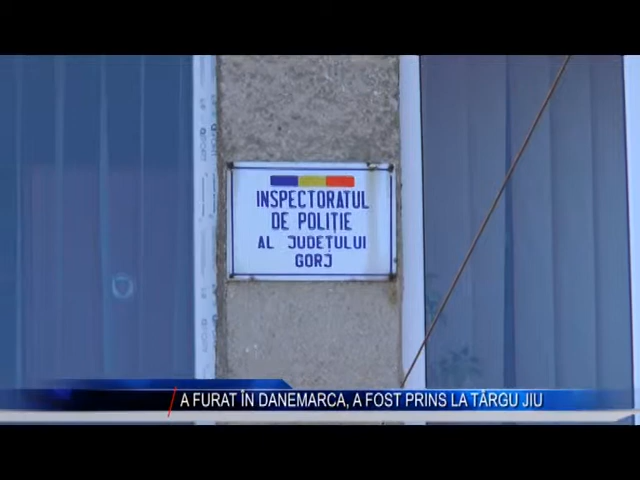 INSPECTORATUL
DE POLIȚIE
AL JUDEȚULUI
GORJ
A FURAT ÎN DANEMARCA, A FOST PRINS LA TÂRGU JIU